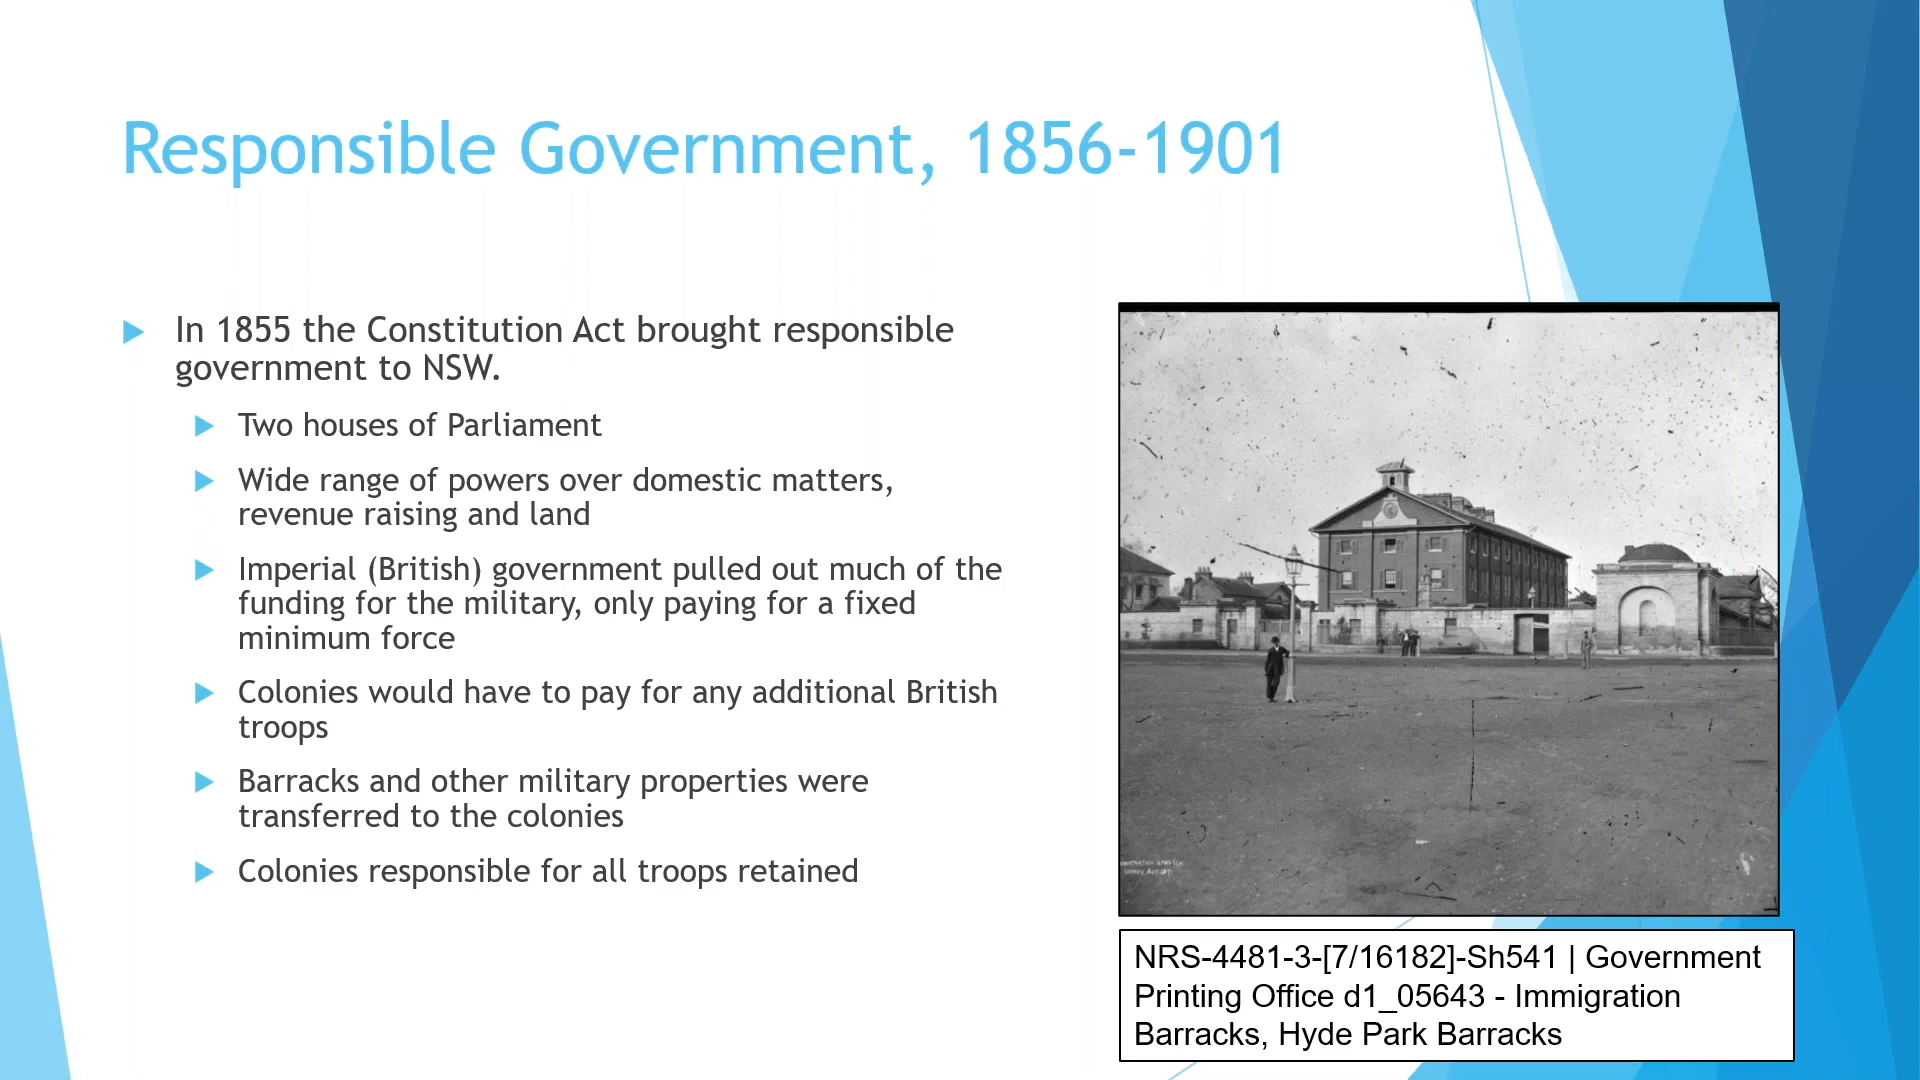 Responsible Government, 1856-1901
In 1855 the Constitution Act brought responsible
government to NSW.
Two houses of Parliament
Wide range of powers over domestic matters,
revenue raising and land
Imperial (British) government pulled out much of the
funding for the military, only paying for a fixed
minimum force
Colonies would have to pay for any additional British
troops
Barracks and other military properties were
transferred to the colonies
Colonies responsible for all troops retained
NRS-4481-3-[7/16182]-Sh541 | Government
Printing Office d1_05643 - Immigration
Barracks, Hyde Park Barracks